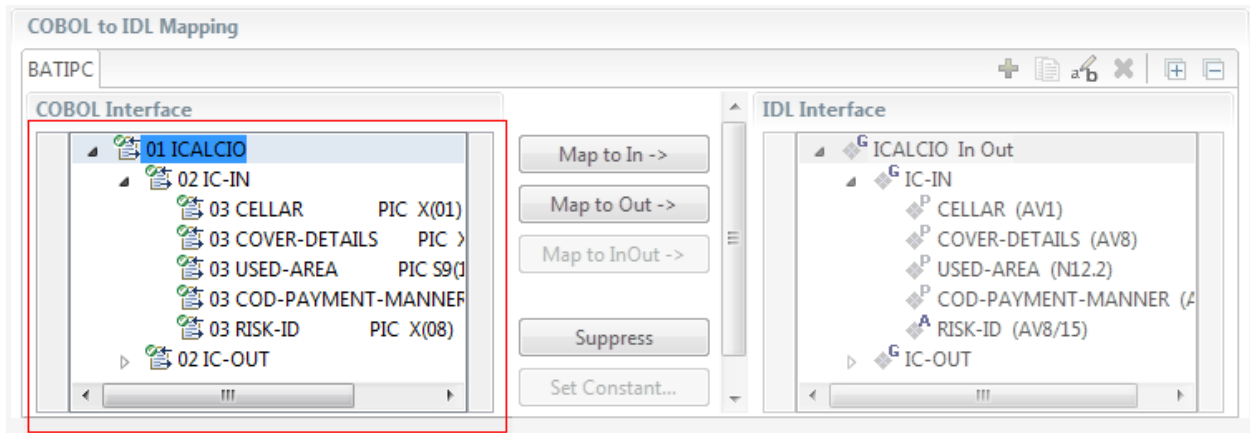 COBOL to IDL Mapping
BATIPC
COBOL Interface
01 ICALCIO
02 IC-IN
03 CELLAR PIC X(01)
03 COVER-DETAILS PIC
03 USED-AREA PIC S9(1
03 COD-PAYMENT-MANNER
03 RISK-ID PIC X(08)
02 IC-OUT
Map to In ->
Map to Out ->
Map to InOut ->
Suppress
Set Constant...
IDL Interface
ICALCIO In Out
IC-IN
CELLAR (AV1)
COVER-DETAILS (AV8)
USED-AREA (N12.2)
COD-PAYMENT-MANNER (A
RISK-ID (AV8/15)
IC-OUT